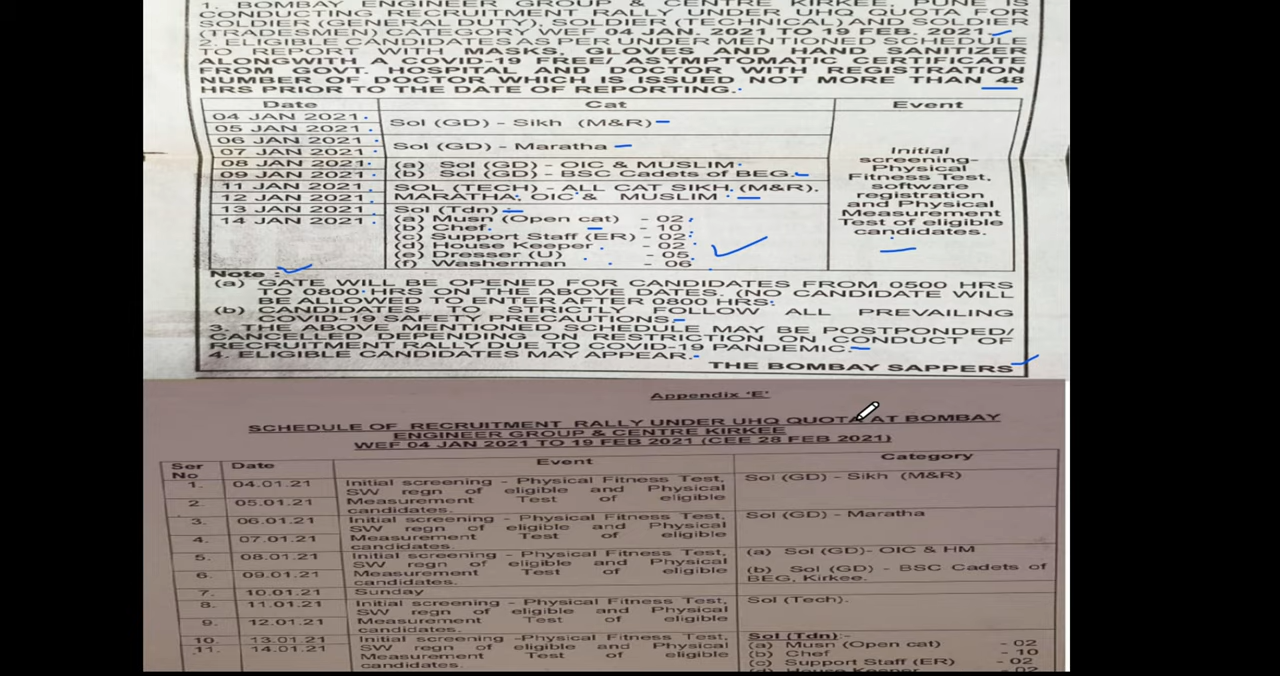 1. BOMBAY ENGINEER GROUP & CENTRE KIRKEE, PUNE IS
CONDUCTING RECRUITMENT RALLY UNDER UHQ QUOTA FOR
SOLDIER (GENERAL DUTY), SOLDIER (TECHNICAL) AND SOLDIER
(TRADESMEN) CATEGORY WEF 04 JAN. 2021 TO 19 FEB. 2021.
2. ELIGIBLE CANDIDATES AS PER UNDER MENTIONED SCHEDULE
TO REPORT WITH MASKS, GLOVES AND HAND SANITIZER
ALONGWITH A COVID-19 FREE/ ASYMPTOMATIC CERTIFICATE
FROM GOVT. HOSPITAL AND DOCTOR WITH REGISTRATION
NUMBER OF DOCTOR WHICH IS ISSUED NOT MORE THAN 48
HRS PRIOR TO THE DATE OF REPORTING.
Date Cat Event
04 JAN 2021
05 JAN 2021
Sol (GD) - Sikh (M&R)
06 JAN 2021
07 JAN 2021
Sol (GD) - Maratha
08 JAN 2021 (a) Sol (GD) - OIC & MUSLIM
09 JAN 2021 (b) Sol (GD) - BSC Cadets of BEG.
11 JAN 2021 SOL (TECH) - ALL CAT SIKH, (M&R),
12 JAN 2021 MARATHA, OIC & MUSLIM
13 JAN 2021 Sol (Tdn)
14 JAN 2021 (a) Musn (Open cat) - 02
(b) Chef - 10
(c) Support Staff (ER) - 02
(d) House Keeper - 02
(e) Dresser (U) - 05
(f) Washerman - 06
Initial
screening-
Physical
Fitness Test,
software
registration
and Physical
Measurement
Test of eligible
candidates.
Note :
(a) GATE WILL BE OPENED FOR CANDIDATES FROM 0500 HRS
TO 0800 HRS ON THE ABOVE DATES. (NO CANDIDATE WILL
BE ALLOWED TO ENTER AFTER 0800 HRS.
(b) CANDIDATES TO STRICTLY FOLLOW ALL PREVAILING
COVID-19 SAFETY PRECAUTIONS.
3. THE ABOVE MENTIONED SCHEDULE MAY BE POSTPONDED/
CANCELLED DEPENDING ON RESTRICTION ON CONDUCT OF
RECRUITMENT RALLY DUE TO COVID-19 PANDEMIC.
4. ELIGIBLE CANDIDATES MAY APPEAR.
THE BOMBAY SAPPERS
Appendix 'E'
SCHEDULE OF RECRUITMENT RALLY UNDER UHQ QUOTA AT BOMBAY
ENGINEER GROUP & CENTRE KIRKEE
WEF 04 JAN 2021 TO 19 FEB 2021 (CEE 28 FEB 2021)
Ser No Date Event Category
1. 04.01.21 Initial screening - Physical Fitness Test, Sol (GD) - Sikh (M&R)
SW regn of eligible and Physical
2. 05.01.21 Measurement Test of eligible
candidates.
3. 06.01.21 Initial screening - Physical Fitness Test, Sol (GD) - Maratha
SW regn of eligible and Physical
4. 07.01.21 Measurement Test of eligible
candidates.
5. 08.01.21 Initial screening - Physical Fitness Test, (a) Sol (GD)- OIC & HM
SW regn of eligible and Physical
6. 09.01.21 Measurement Test of eligible (b) Sol (GD) - BSC Cadets of
candidates. BEG, Kirkee.
7. 10.01.21 Sunday
8. 11.01.21 Initial screening - Physical Fitness Test, Sol (Tech).
SW regn of eligible and Physical
9. 12.01.21 Measurement Test of eligible
candidates.
10. 13.01.21 Initial screening -Physical Fitness Test, Sol (Tdn):-
SW regn of eligible and Physical (a) Musn (Open cat) - 02
11. 14.01.21 Measurement Test of eligible (b) Chef - 10
candidates. (c) Support Staff (ER) - 02
(d) House Keeper - 02